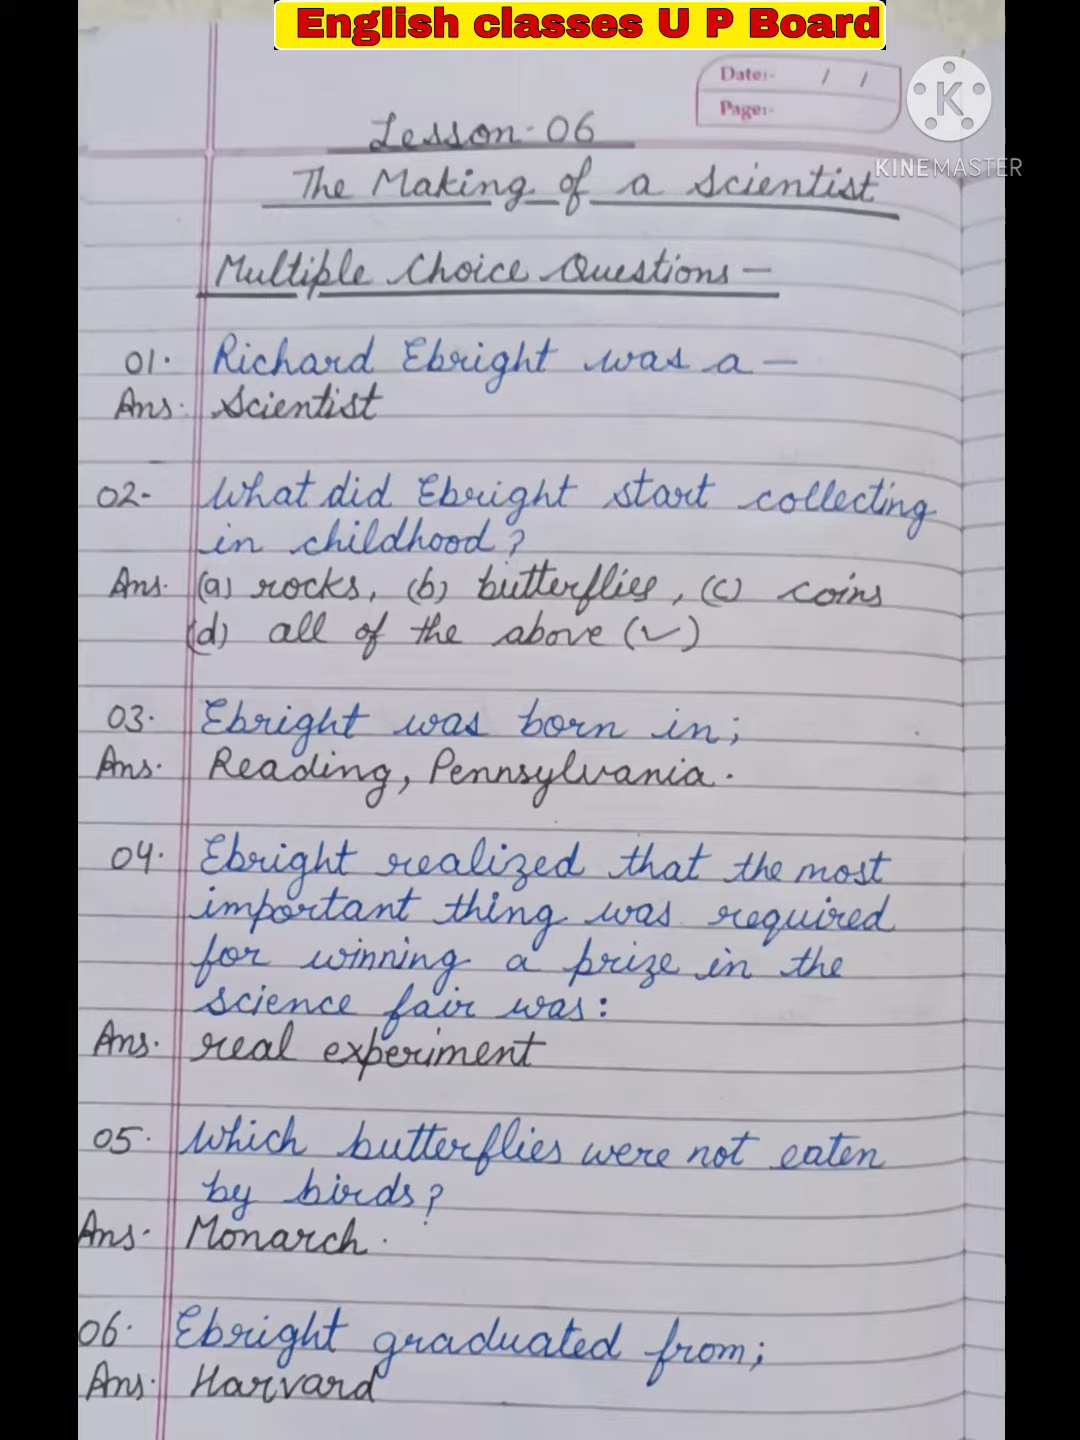 English classes U P Board
Date:- / /
Page:-
KINEMASTER
Lesson-06
The Making of a Scientist
Multiple Choice Questions -
01. Richard Ebright was a -
Ans. Scientist
02- What did Ebright start collecting
in childhood?
Ans. (a) rocks, (b) butterflies, (c) coins
(d) all of the above (✓)
03. Ebright was born in;
Ans. Reading, Pennsylvania.
04. Ebright realized that the most
important thing was required
for winning a prize in the
science fair was:
Ans. real experiment
05. Which butterflies were not eaten
by birds?
Ans. Monarch.
06. Ebright graduated from;
Ans. Harvard